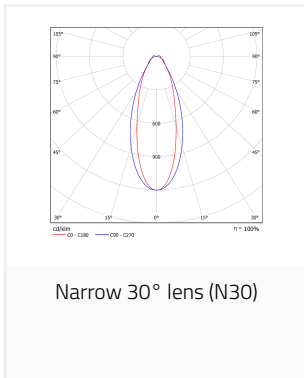 105° 105°
90° 90°
75° 75°
60° 60°
600
45° 45°
900
30° 15° 0° 15° 30°
cd/klm η = 100%
C0 - C180 C90 - C270
Narrow 30° lens (N30)